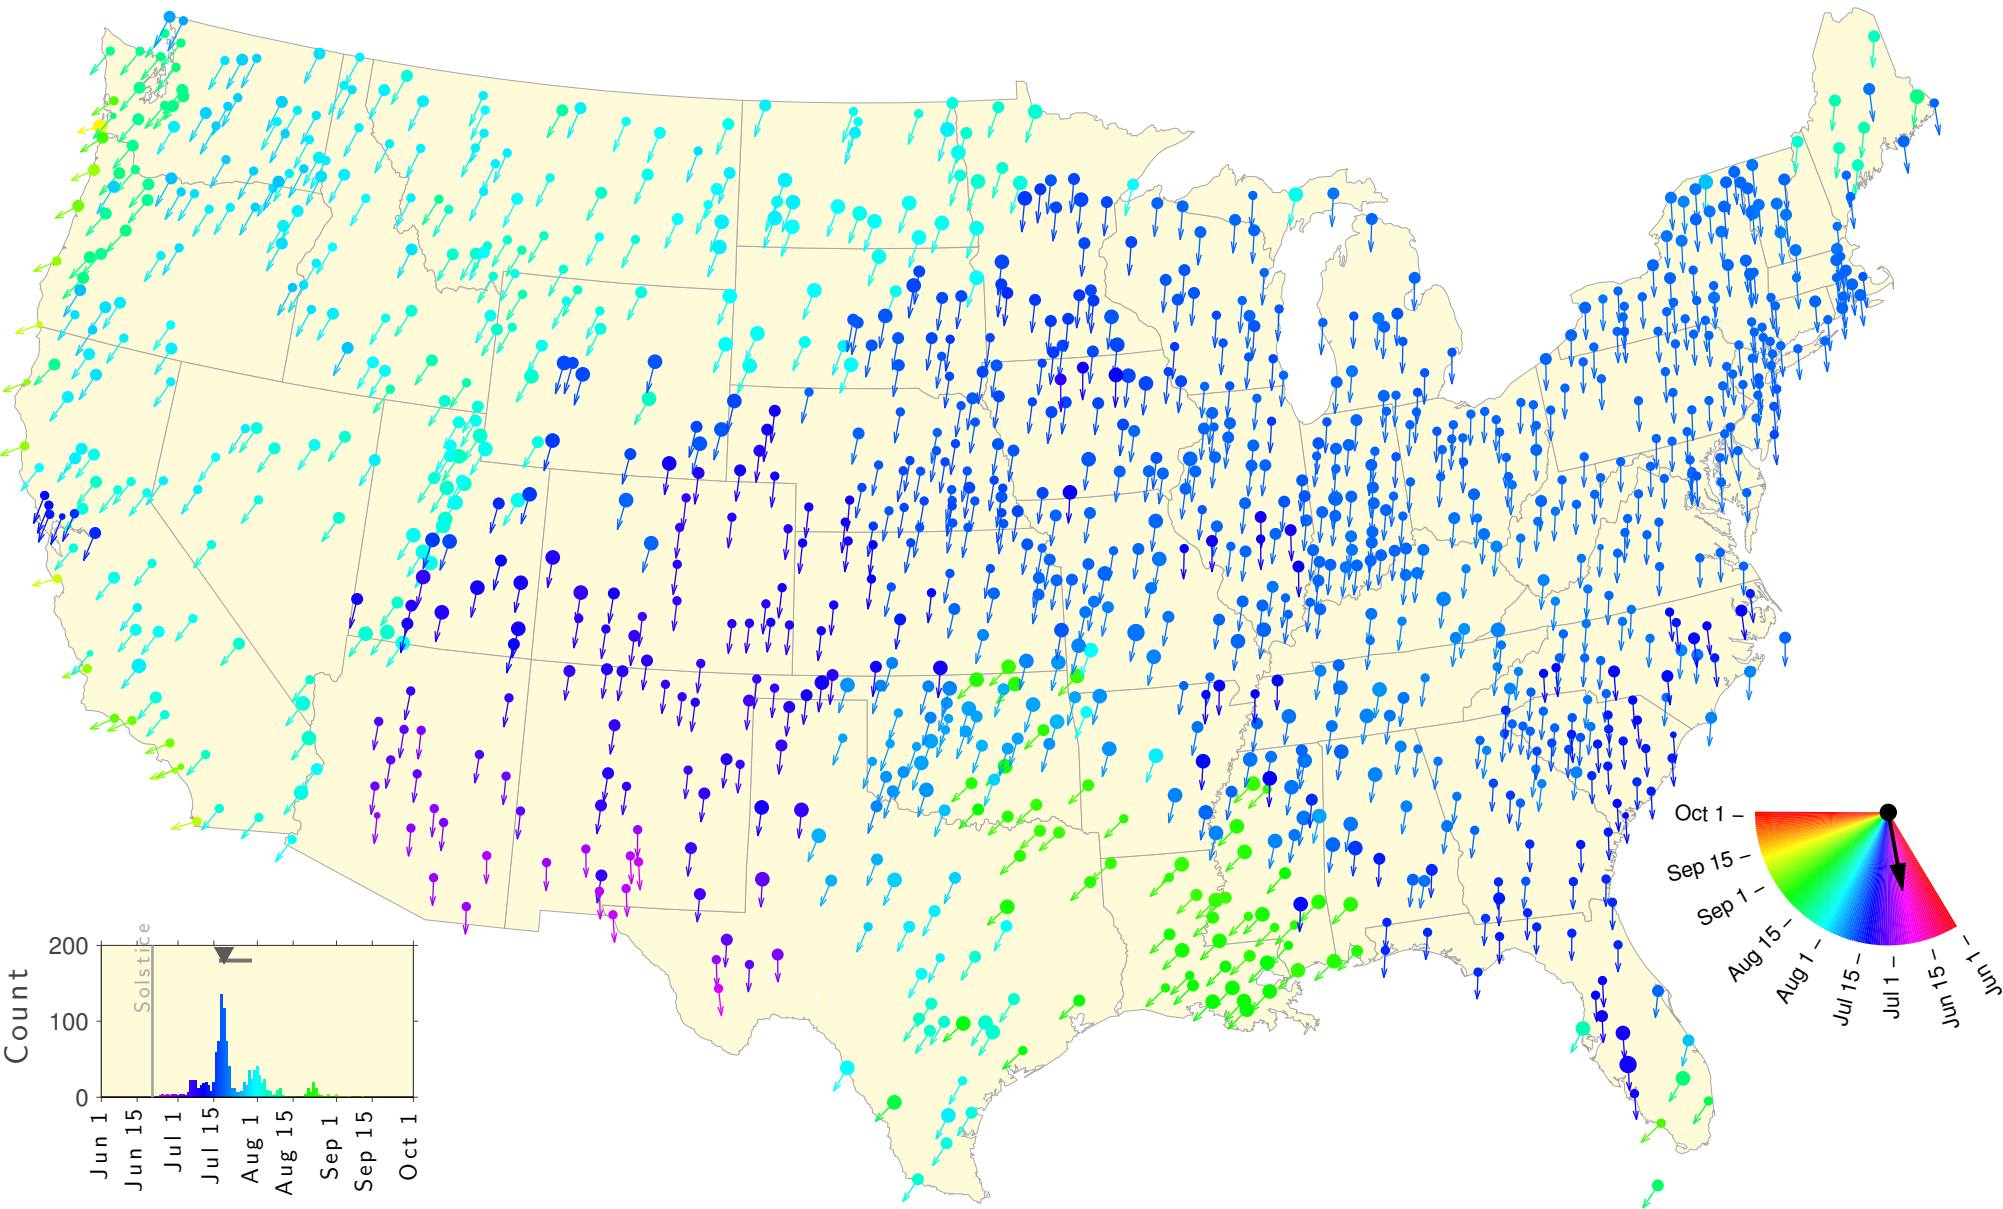 Oct 1 –
Sep 15 –
Sep 1 –
Aug 15 –
Aug 1 –
Jul 15 –
Jul 1 –
Jun 15 –
Jun 1 –
Solstice
200
100
0
Count
Jun 1
Jun 15
Jul 1
Jul 15
Aug 1
Aug 15
Sep 1
Sep 15
Oct 1